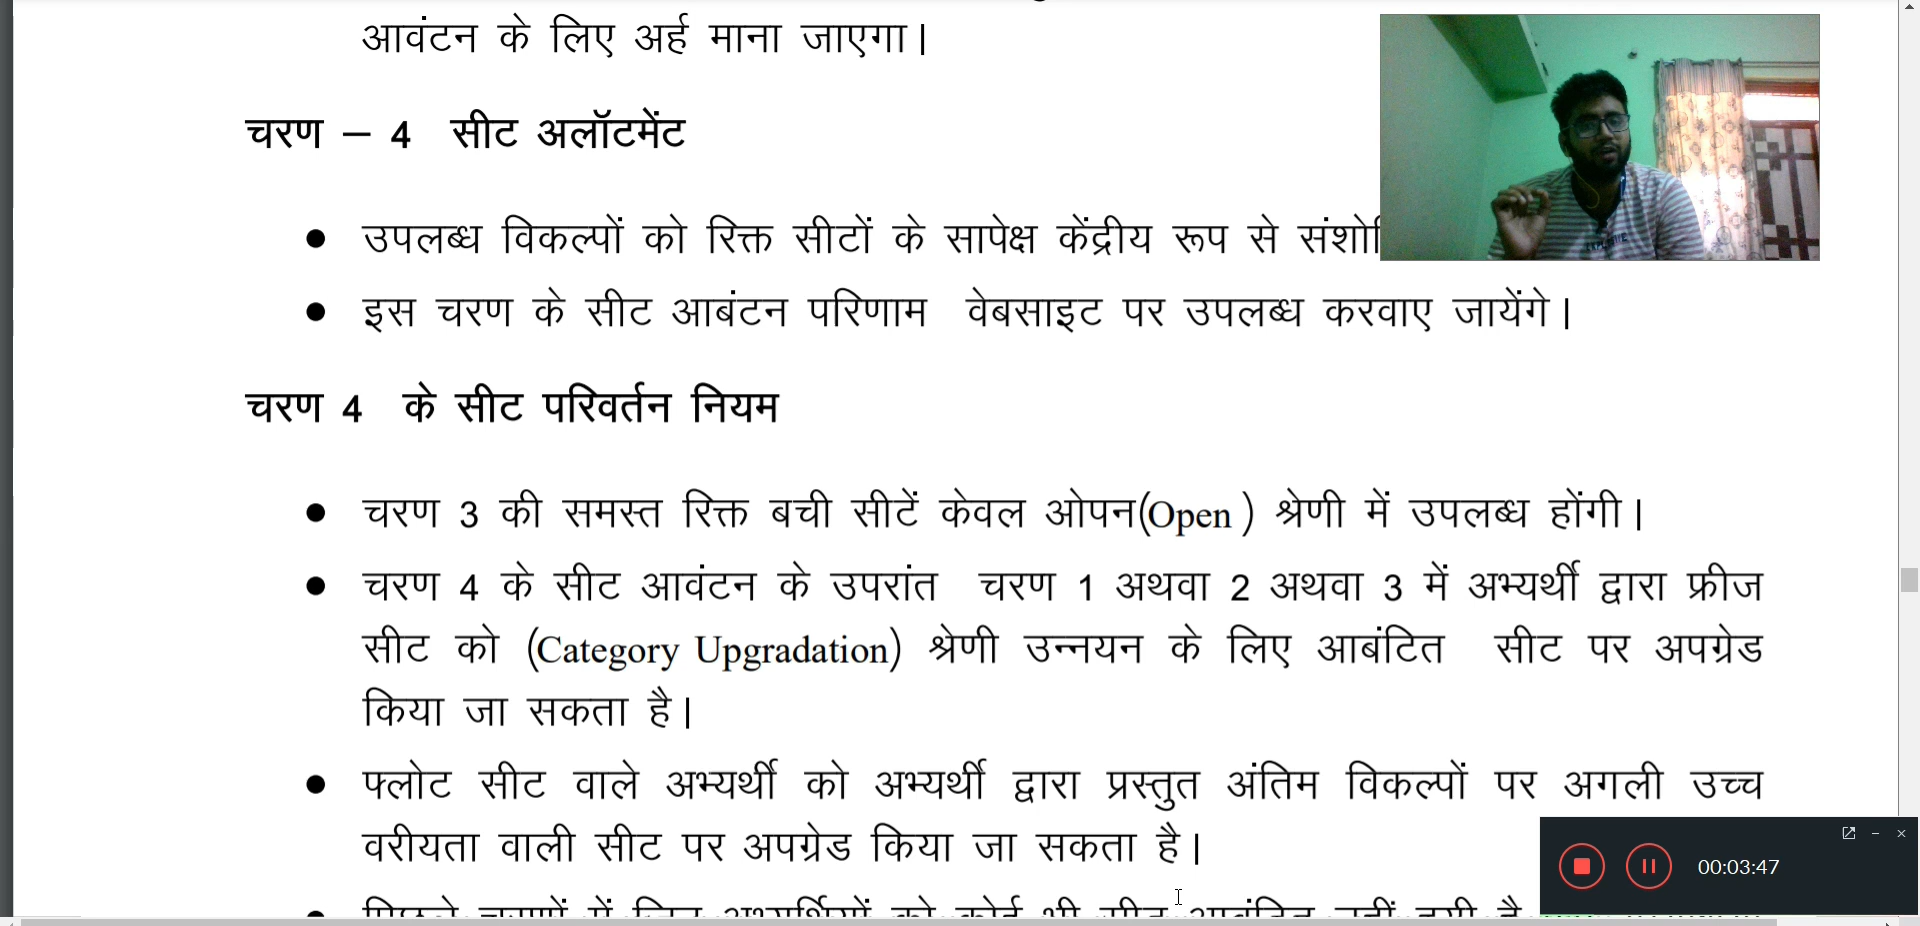 आवंटन के लिए अर्ह माना जाएगा।
चरण – 4 सीट अलॉटमेंट
● उपलब्ध विकल्पों को रिक्त सीटों के सापेक्ष केंद्रीय रूप से
● इस चरण के सीट आबंटन परिणाम वेबसाइट पर उपलब्ध करवाए जायेंगे।
चरण 4 के सीट परिवर्तन नियम
● चरण 3 की समस्त रिक्त बची सीटें केवल ओपन(Open ) श्रेणी में उपलब्ध होंगी।
● चरण 4 के सीट आवंटन के उपरांत चरण 1 अथवा 2 अथवा 3 में अभ्यर्थी द्वारा फ्रीज
सीट को (Category Upgradation) श्रेणी उन्नयन के लिए आबंटित सीट पर अपग्रेड
किया जा सकता है।
● फ्लोट सीट वाले अभ्यर्थी को अभ्यर्थी द्वारा प्रस्तुत अंतिम विकल्पों पर अगली उच्च
वरीयता वाली सीट पर अपग्रेड किया जा सकता है।
00:03:47